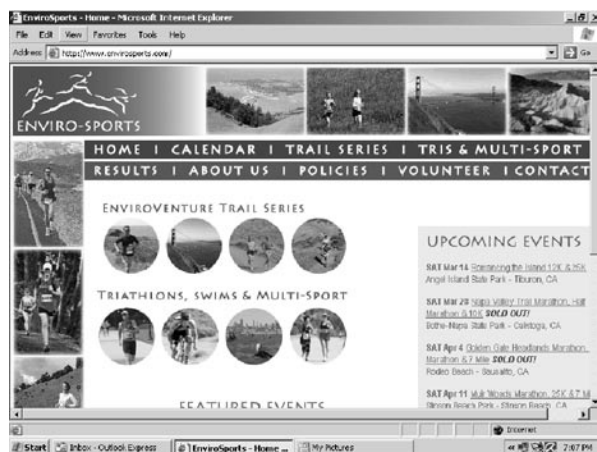 EnviroSports - Home - Microsoft Internet Explorer
File Edit View Favorites Tools Help
Address https://www.envirosports.com/ Go
ENVIRO-SPORTS
HOME | CALENDAR | TRAIL SERIES | TRIS & MULTI-SPORT
RESULTS | ABOUT US | POLICIES | VOLUNTEER | CONTACT
ENVIROVENTURE TRAIL SERIES
TRIATHLONS, SWIMS & MULTI-SPORT
FEATURED EVENTS
UPCOMING EVENTS
SAT Mar 14 Romancing the Island 12K & 25K
Angel Island State Park - Tiburon, CA
SAT Mar 28 Napa Valley Trail Marathon, Half
Marathon & 10K SOLD OUT!
Bothe-Napa State Park - Calistoga, CA
SAT Apr 4 Golden Gate Headlands Marathon,
Marathon & 7 Mile SOLD OUT!
Rodeo Beach - Sausalito, CA
SAT Apr 11 Muir Woods Marathon, 25K & 7 M
Stinson Beach Park - Stinson Beach, CA
Internet
Start Inbox - Outlook Express EnviroSports - Home ... My Pictures 7:07 PM